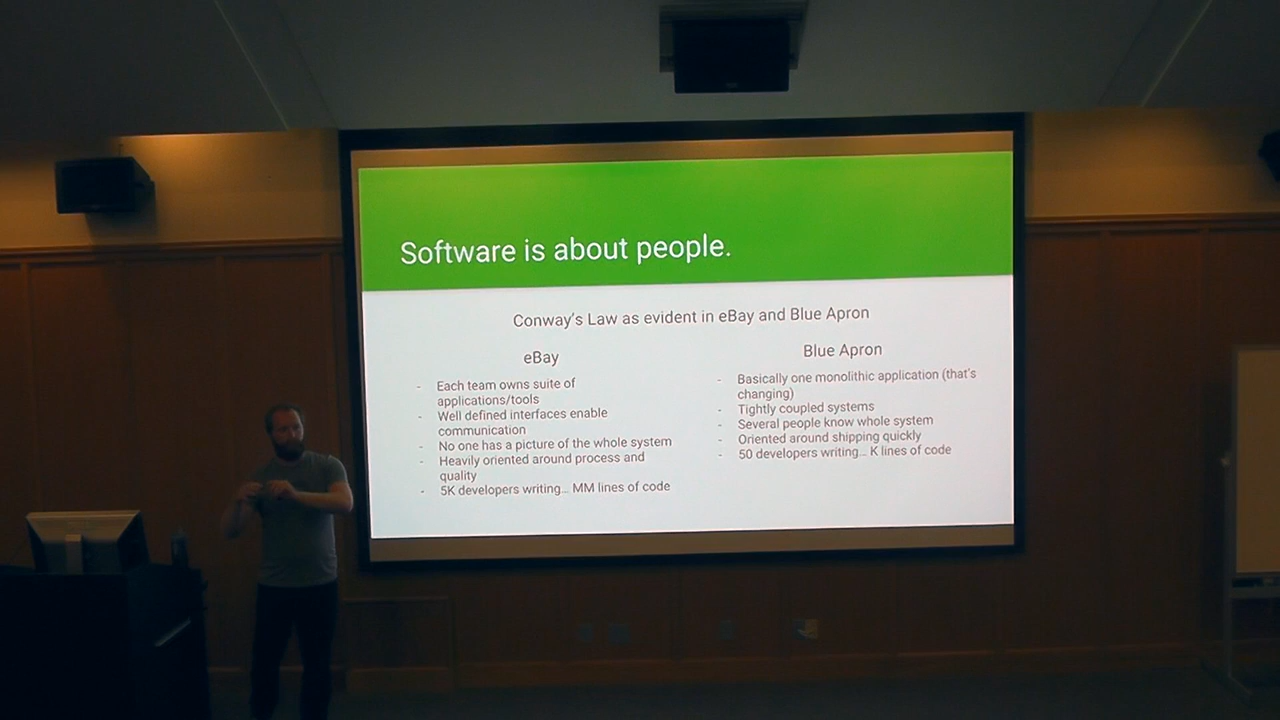 Software is about people.
Conway's Law as evident in eBay and Blue Apron
eBay
- Each team owns suite of
applications/tools
- Well defined interfaces enable
communication
- No one has a picture of the whole system
- Heavily oriented around process and
quality
- 5K developers writing... MM lines of code
Blue Apron
- Basically one monolithic application (that's
changing)
- Tightly coupled systems
- Several people know whole system
- Oriented around shipping quickly
- 50 developers writing... K lines of code